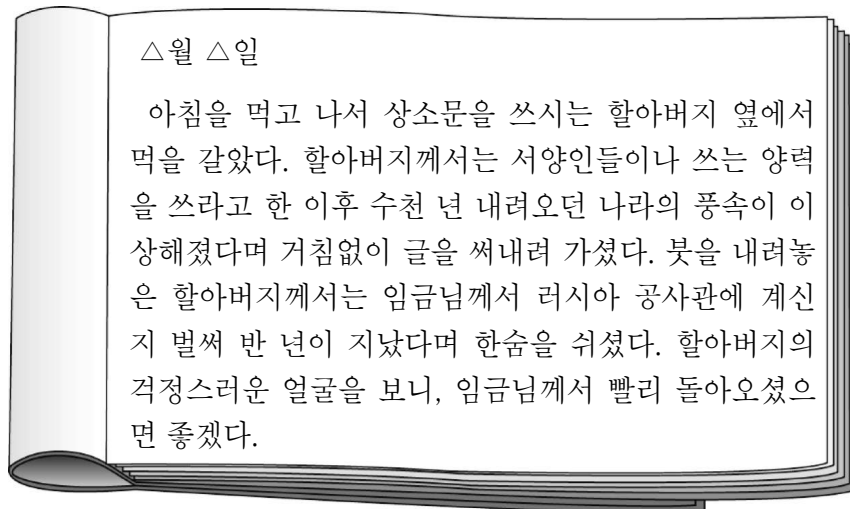 △월 △일
아침을 먹고 나서 상소문을 쓰시는 할아버지 옆에서
먹을 갈았다. 할아버지께서는 서양인들이나 쓰는 양력
을 쓰라고 한 이후 수천 년 내려오던 나라의 풍속이 이
상해졌다며 거침없이 글을 써내려 가셨다. 붓을 내려놓
은 할아버지께서는 임금님께서 러시아 공사관에 계신
지 벌써 반 년이 지났다며 한숨을 쉬셨다. 할아버지의
걱정스러운 얼굴을 보니, 임금님께서 빨리 돌아오셨으
면 좋겠다.